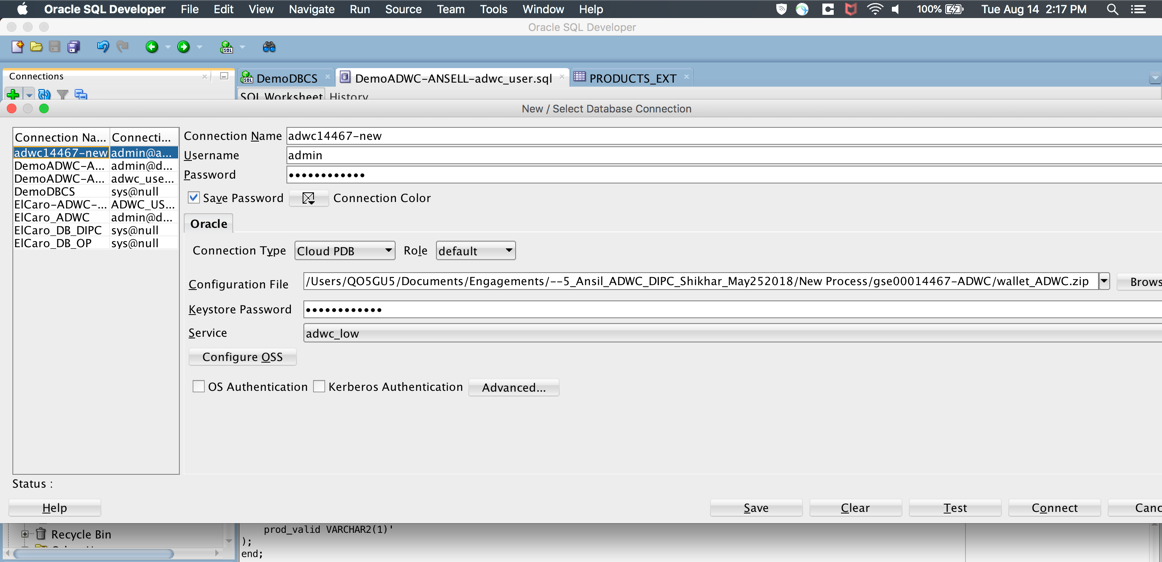 Oracle SQL Developer File Edit View Navigate Run Source Team Tools Window Help 100% Tue Aug 14 2:17 PM
Oracle SQL Developer
Connections
DemoDBCS DemoADWC-ANSELL-adwc_user.sql PRODUCTS_EXT
SQL Worksheet History
New / Select Database Connection
Connection Na... Connecti...
adwc14467-new admin@a...
DemoADWC-A... admin@d...
DemoADWC-A... adwc_use...
DemoDBCS sys@null
ElCaro-ADWC-... ADWC_US...
ElCaro_ADWC admin@d...
ElCaro_DB_DIPC sys@null
ElCaro_DB_OP sys@null
Connection Name adwc14467-new
Username admin
Password ••••••••••••
Save Password Connection Color
Oracle
Connection Type Cloud PDB Role default
Configuration File /Users/QO5GU5/Documents/Engagements/--5_Ansil_ADWC_DIPC_Shikhar_May252018/New Process/gse00014467-ADWC/wallet_ADWC.zip Brows
Keystore Password ••••••••••••
Service adwc_low
Configure OSS
OS Authentication Kerberos Authentication Advanced...
Status :
Help Save Clear Test Connect Canc
Recycle Bin
prod_valid VARCHAR2(1)'
);
end;